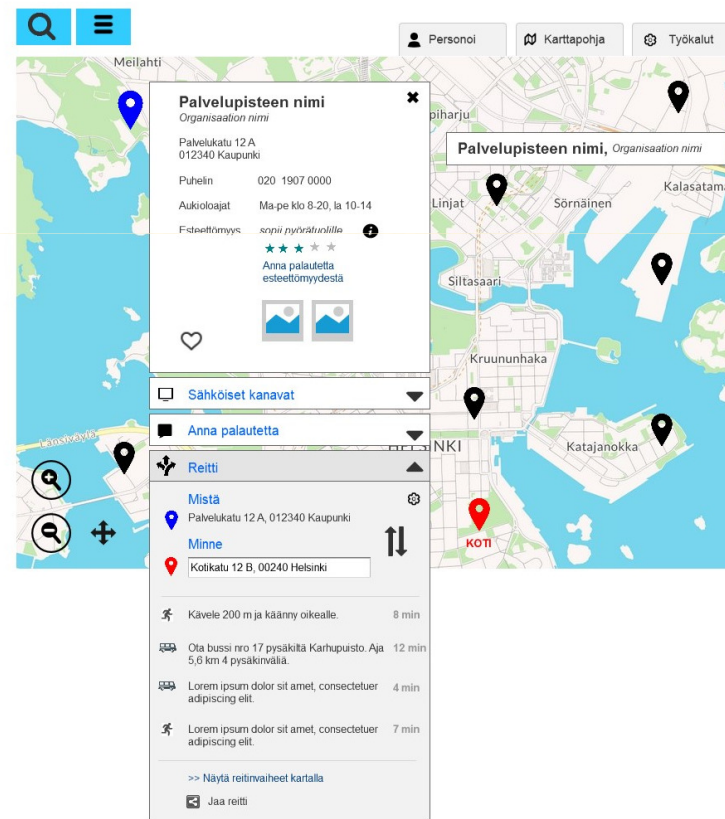 Personoi
Karttapohja
Työkalut
Meilahti
Palvelupisteen nimi
Organisaation nimi
Palvelukatu 12 A
012340 Kaupunki
Puhelin 020 1907 0000
Aukioloajat Ma-pe klo 8-20, la 10-14
Esteettömyys sopii pyörätuolille
Anna palautetta
esteettömyydestä
piharju
Palvelupisteen nimi, Organisaation nimi
Linjat
Sörnäinen
Kalasatam
Siltasaari
Kruununhaka
Sähköiset kanavat
Anna palautetta
Länsiväylä
HELSINKI
Katajanokka
Reitti
Mistä
Palvelukatu 12 A, 012340 Kaupunki
Minne
Kotikatu 12 B, 00240 Helsinki
KOTI
Kävele 200 m ja käänny oikealle. 8 min
Ota bussi nro 17 pysäkiltä Karhupuisto. Aja 12 min
5,6 km 4 pysäkinväliä.
Lorem ipsum dolor sit amet, consectetuer 4 min
adipiscing elit.
Lorem ipsum dolor sit amet, consectetuer 7 min
adipiscing elit.
>> Näytä reitinvaiheet kartalla
Jaa reitti